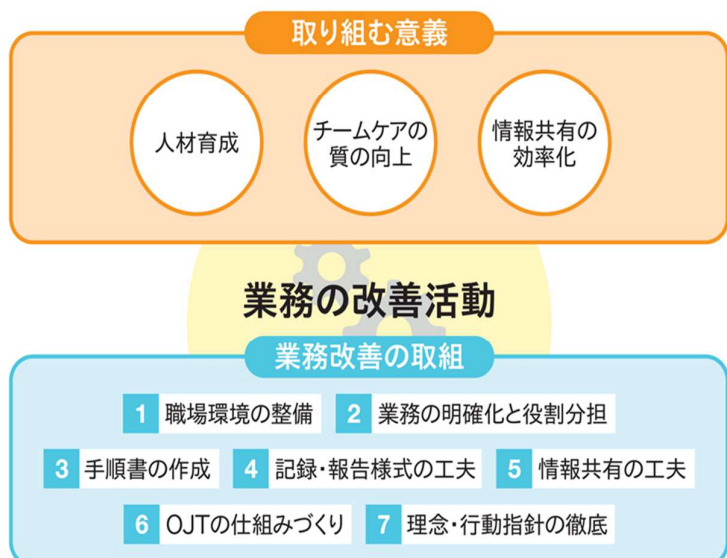 取り組む意義
人材育成
チームケアの
質の向上
情報共有の
効率化
業務の改善活動
業務改善の取組
1 職場環境の整備 2 業務の明確化と役割分担
3 手順書の作成 4 記録・報告様式の工夫 5 情報共有の工夫
6 OJTの仕組みづくり 7 理念・行動指針の徹底